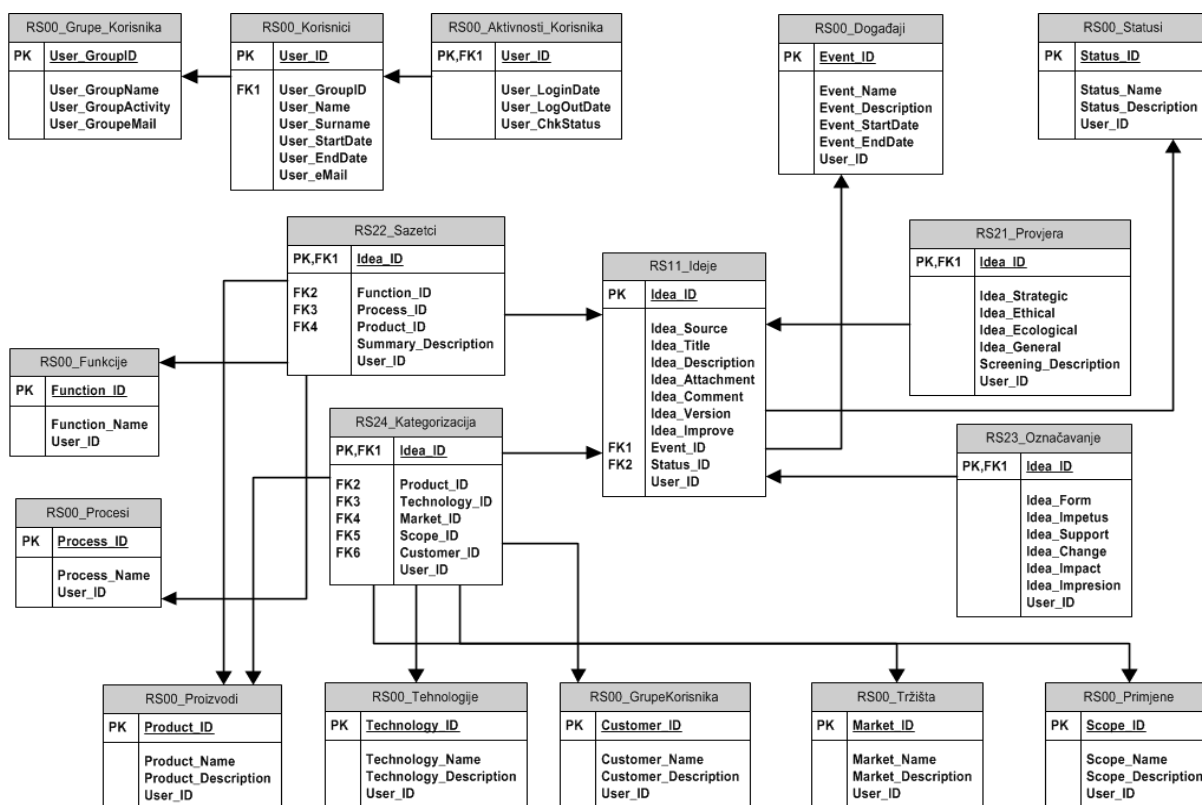 RS00_Grupe_Korisnika
PK User_GroupID
User_GroupName
User_GroupActivity
User_GroupeMail
RS00_Korisnici
PK User_ID
FK1 User_GroupID
User_Name
User_Surname
User_StartDate
User_EndDate
User_eMail
RS00_Aktivnosti_Korisnika
PK,FK1 User_ID
User_LoginDate
User_LogOutDate
User_ChkStatus
RS00_Događaji
PK Event_ID
Event_Name
Event_Description
Event_StartDate
Event_EndDate
User_ID
RS00_Statusi
PK Status_ID
Status_Name
Status_Description
User_ID
RS22_Sazetci
PK,FK1 Idea_ID
FK2 Function_ID
FK3 Process_ID
FK4 Product_ID
Summary_Description
User_ID
RS11_Ideje
PK Idea_ID
Idea_Source
Idea_Title
Idea_Description
Idea_Attachment
Idea_Comment
Idea_Version
Idea_Improve
FK1 Event_ID
FK2 Status_ID
User_ID
RS21_Provjera
PK,FK1 Idea_ID
Idea_Strategic
Idea_Ethical
Idea_Ecological
Idea_General
Screening_Description
User_ID
RS00_Funkcije
PK Function_ID
Function_Name
User_ID
RS24_Kategorizacija
PK,FK1 Idea_ID
FK2 Product_ID
FK3 Technology_ID
FK4 Market_ID
FK5 Scope_ID
FK6 Customer_ID
User_ID
RS23_Označavanje
PK,FK1 Idea_ID
Idea_Form
Idea_Impetus
Idea_Support
Idea_Change
Idea_Impact
Idea_Impresion
User_ID
RS00_Procesi
PK Process_ID
Process_Name
User_ID
RS00_Proizvodi
PK Product_ID
Product_Name
Product_Description
User_ID
RS00_Tehnologije
PK Technology_ID
Technology_Name
Technology_Description
User_ID
RS00_GrupeKorisnika
PK Customer_ID
Customer_Name
Customer_Description
User_ID
RS00_Tržišta
PK Market_ID
Market_Name
Market_Description
User_ID
RS00_Primjene
PK Scope_ID
Scope_Name
Scope_Description
User_ID